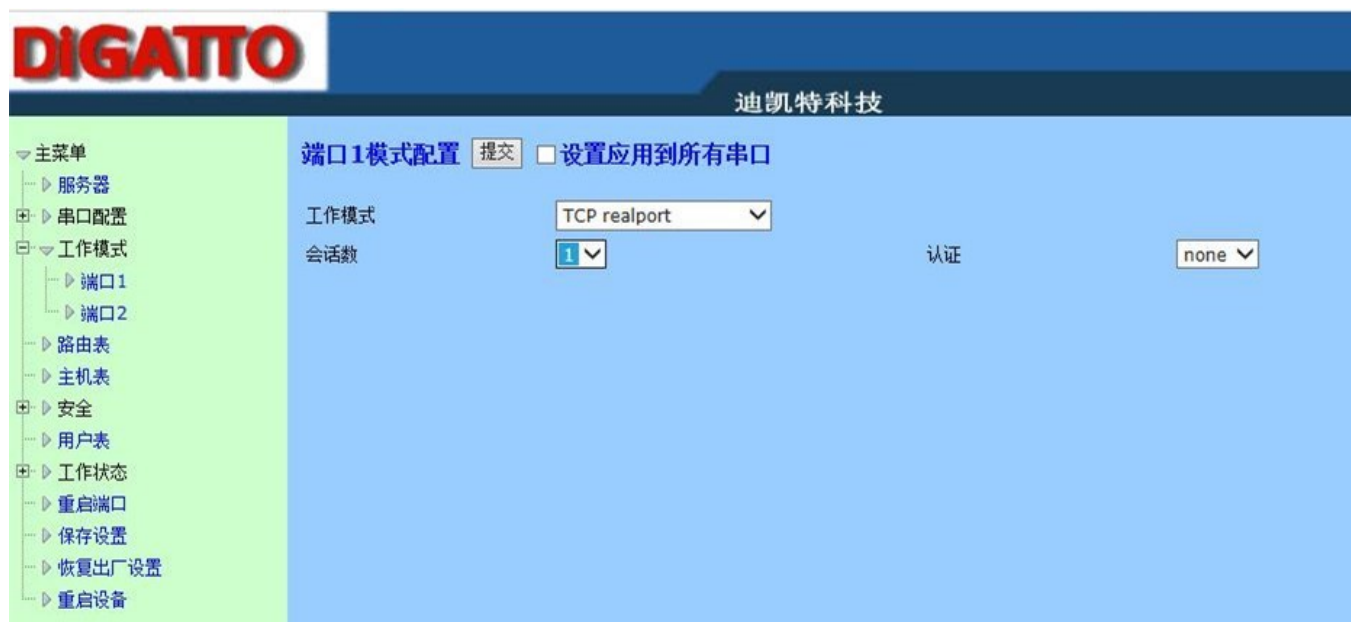 DiGATTO
迪凯特科技
主菜单
服务器
串口配置
工作模式
端口1
端口2
路由表
主机表
安全
用户表
工作状态
重启端口
保存设置
恢复出厂设置
重启设备
端口1模式配置 提交 设置应用到所有串口
工作模式 TCP realport
会话数 1 认证 none